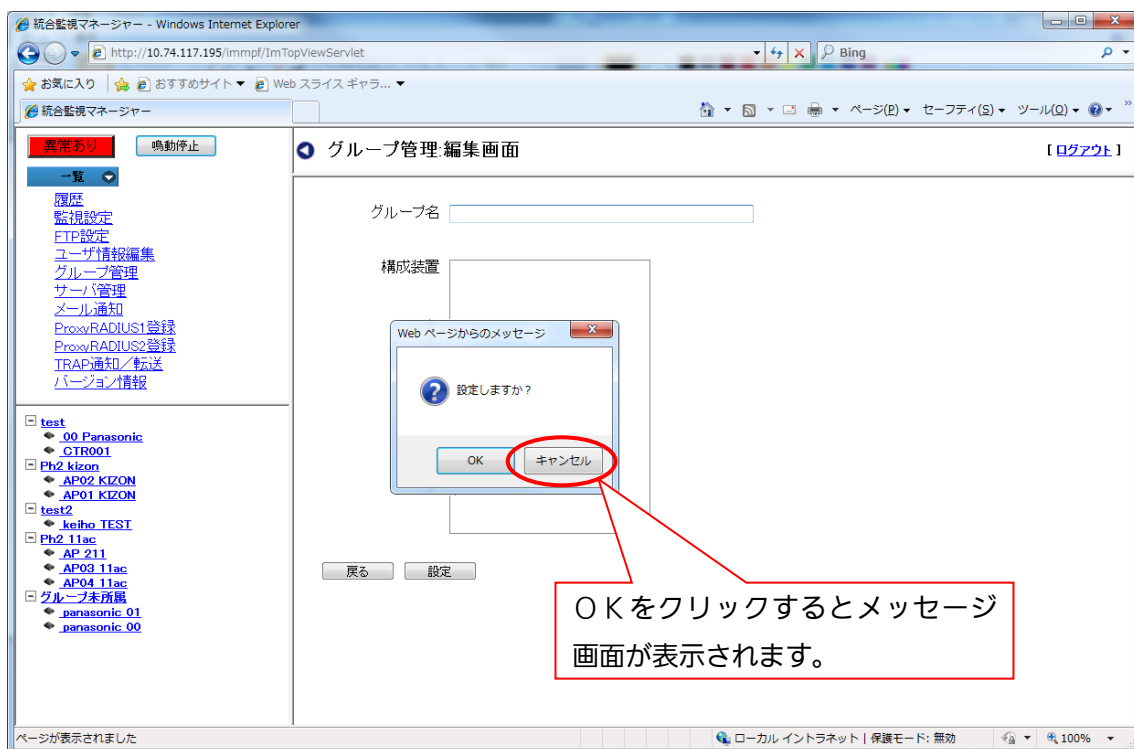 統合監視マネージャー - Windows Internet Explorer
http://10.74.117.195/immpf/ImTopViewServlet
Bing
お気に入り
おすすめサイト ▼
Web スライス ギャラ... ▼
統合監視マネージャー
ページ(P) ▼ セーフティ(S) ▼ ツール(O) ▼
異常あり
鳴動停止
グループ管理:編集画面
[ ログアウト ]
一覧
履歴
監視設定
FTP設定
ユーザ情報編集
グループ管理
サーバ管理
メール通知
ProxyRADIUS1登録
ProxyRADIUS2登録
TRAP通知／転送
バージョン情報
グループ名
構成装置
Web ページからのメッセージ
設定しますか？
OK
キャンセル
戻る
設定
test
00 Panasonic
CTR001
Ph2 kizon
AP02 KIZON
AP01 KIZON
test2
keiho TEST
Ph2 11ac
AP 211
AP03 11ac
AP04 11ac
グループ未所属
panasonic 01
panasonic 00
ＯＫをクリックするとメッセージ
画面が表示されます。
ページが表示されました
ローカル イントラネット | 保護モード: 無効
100%